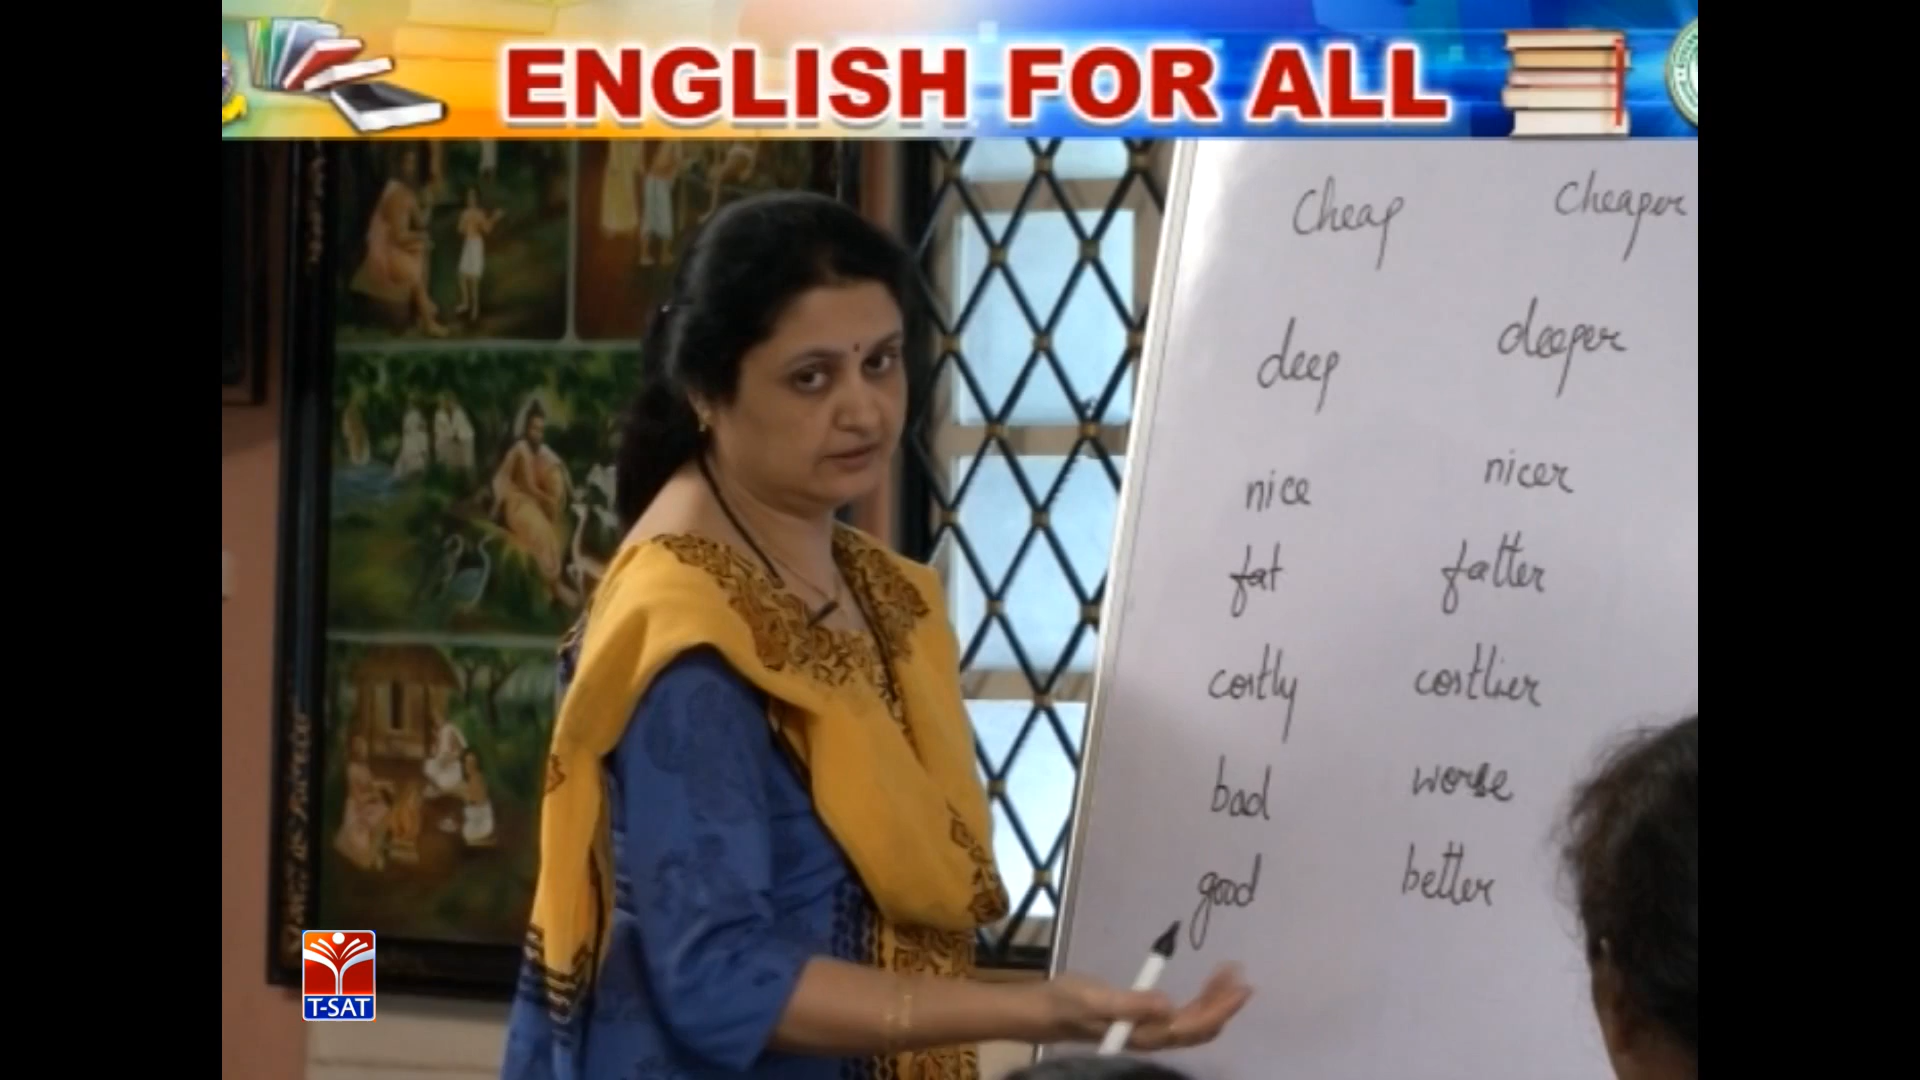 ENGLISH FOR ALL
cheap cheaper
deep deeper
nice nicer
fat fatter
costly costlier
bad worse
good better
T-SAT